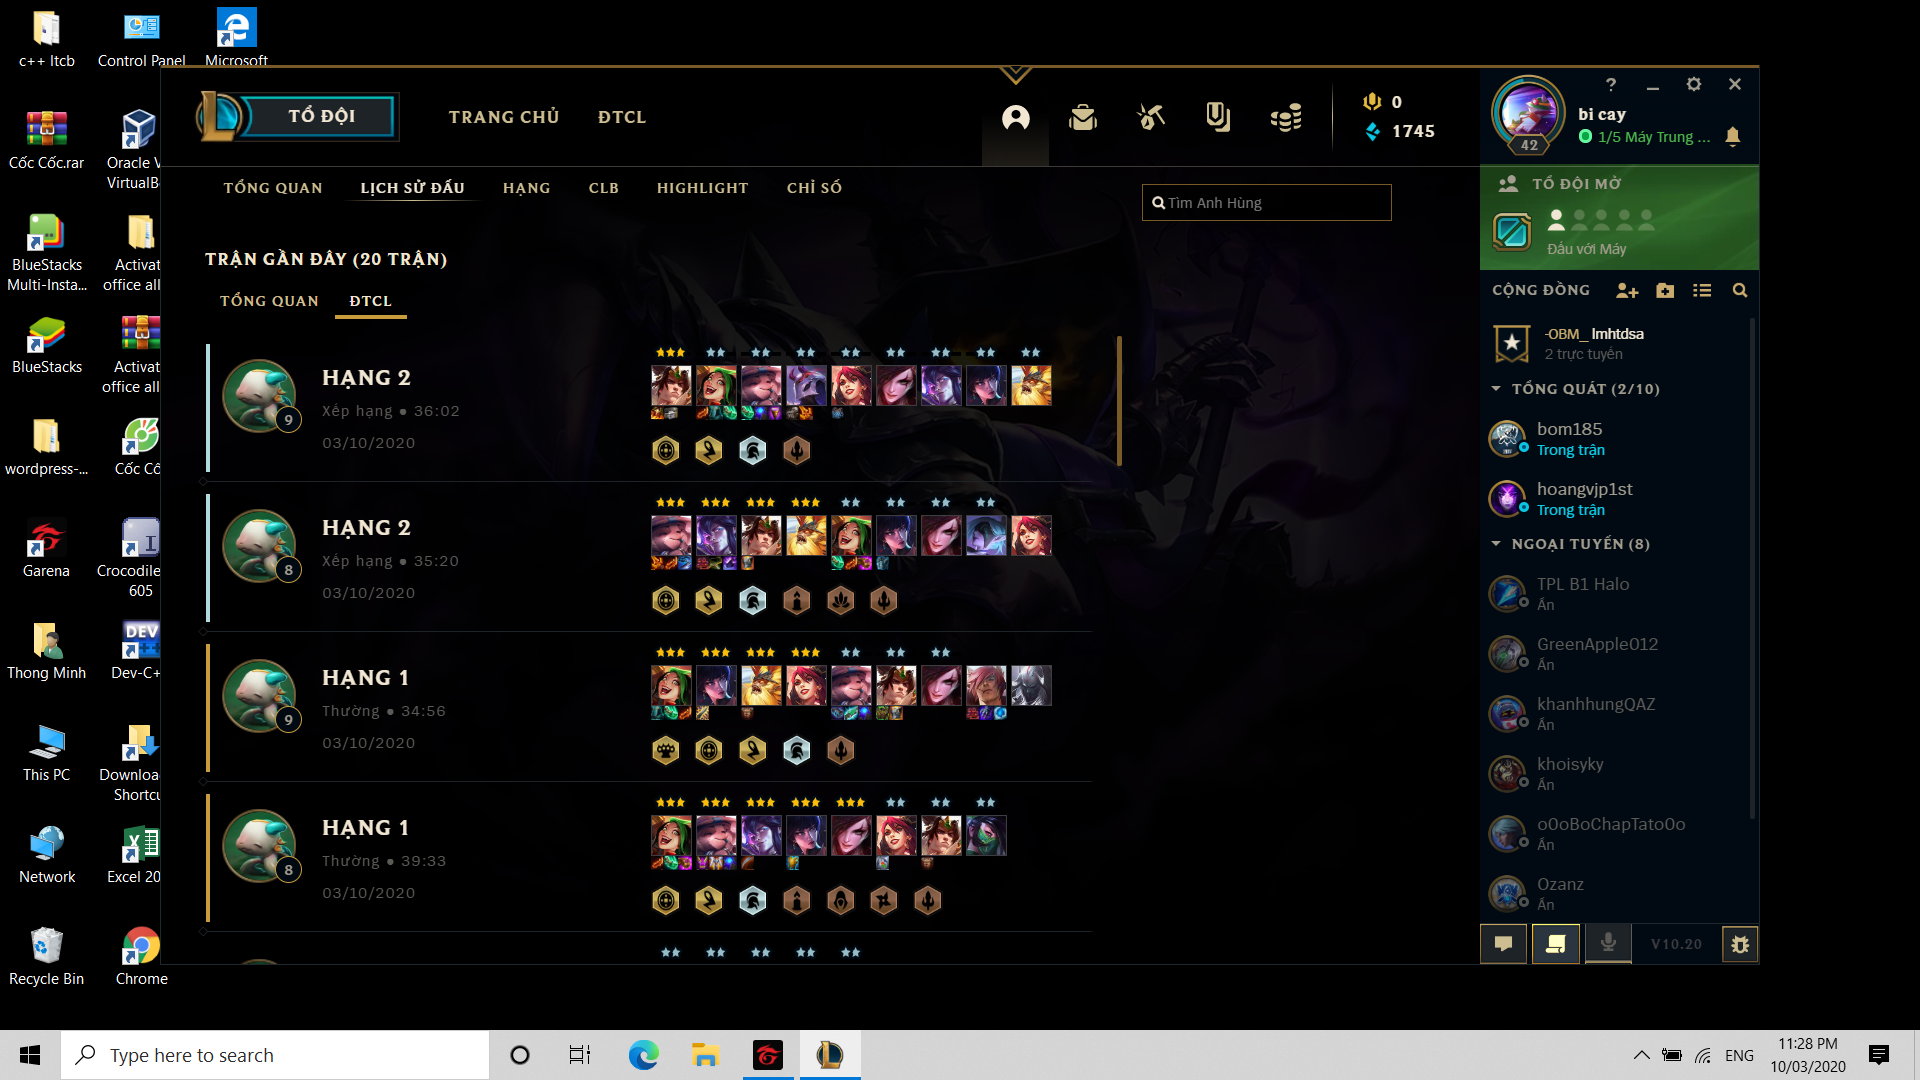 c++ ltcb
Control Panel
Microsoft
Cốc Cốc.rar
Oracle V
VirtualB
BlueStacks
Multi-Insta...
Activat
office all
BlueStacks
Activat
office all
wordpress-...
Cốc Cố
Garena
Crocodile
605
Thong Minh
Dev-C+
This PC
Downloa
Shortcu
Network
Excel 20
Recycle Bin
Chrome
TỔ ĐỘI
TRANG CHỦ
ĐTCL
0
1745
TỔNG QUAN
LỊCH SỬ ĐẤU
HẠNG
CLB
HIGHLIGHT
CHỈ SỐ
Tìm Anh Hùng
TRẬN GẦN ĐÂY (20 TRẬN)
TỔNG QUAN
ĐTCL
9
HẠNG 2
Xếp hạng ● 36:02
03/10/2020
8
HẠNG 2
Xếp hạng ● 35:20
03/10/2020
9
HẠNG 1
Thường ● 34:56
03/10/2020
8
HẠNG 1
Thường ● 39:33
03/10/2020
?
42
bi cay
1/5 Máy Trung ...
TỔ ĐỘI MỞ
Đấu với Máy
CỘNG ĐỒNG
-OBM_ lmhtdsa
2 trực tuyến
TỔNG QUÁT (2/10)
bom185
Trong trận
hoangvjp1st
Trong trận
NGOẠI TUYẾN (8)
TPL B1 Halo
Ẩn
GreenApple012
Ẩn
khanhhungQAZ
Ẩn
khoisyky
Ẩn
oOoBoChapTatoOo
Ẩn
Ozanz
Ẩn
V10.20
Type here to search
ENG
11:28 PM
10/03/2020